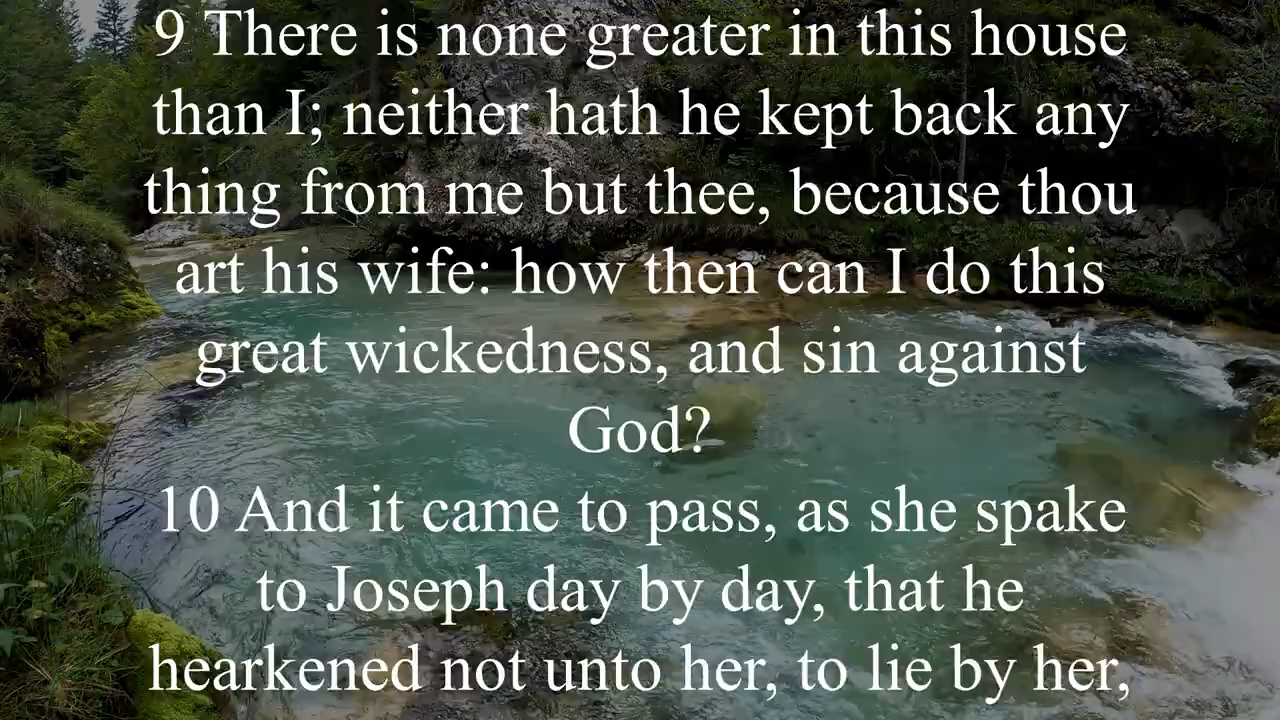 9 There is none greater in this house
than I; neither hath he kept back any
thing from me but thee, because thou
art his wife: how then can I do this
great wickedness, and sin against
God?
10 And it came to pass, as she spake
to Joseph day by day, that he
hearkened not unto her, to lie by her,